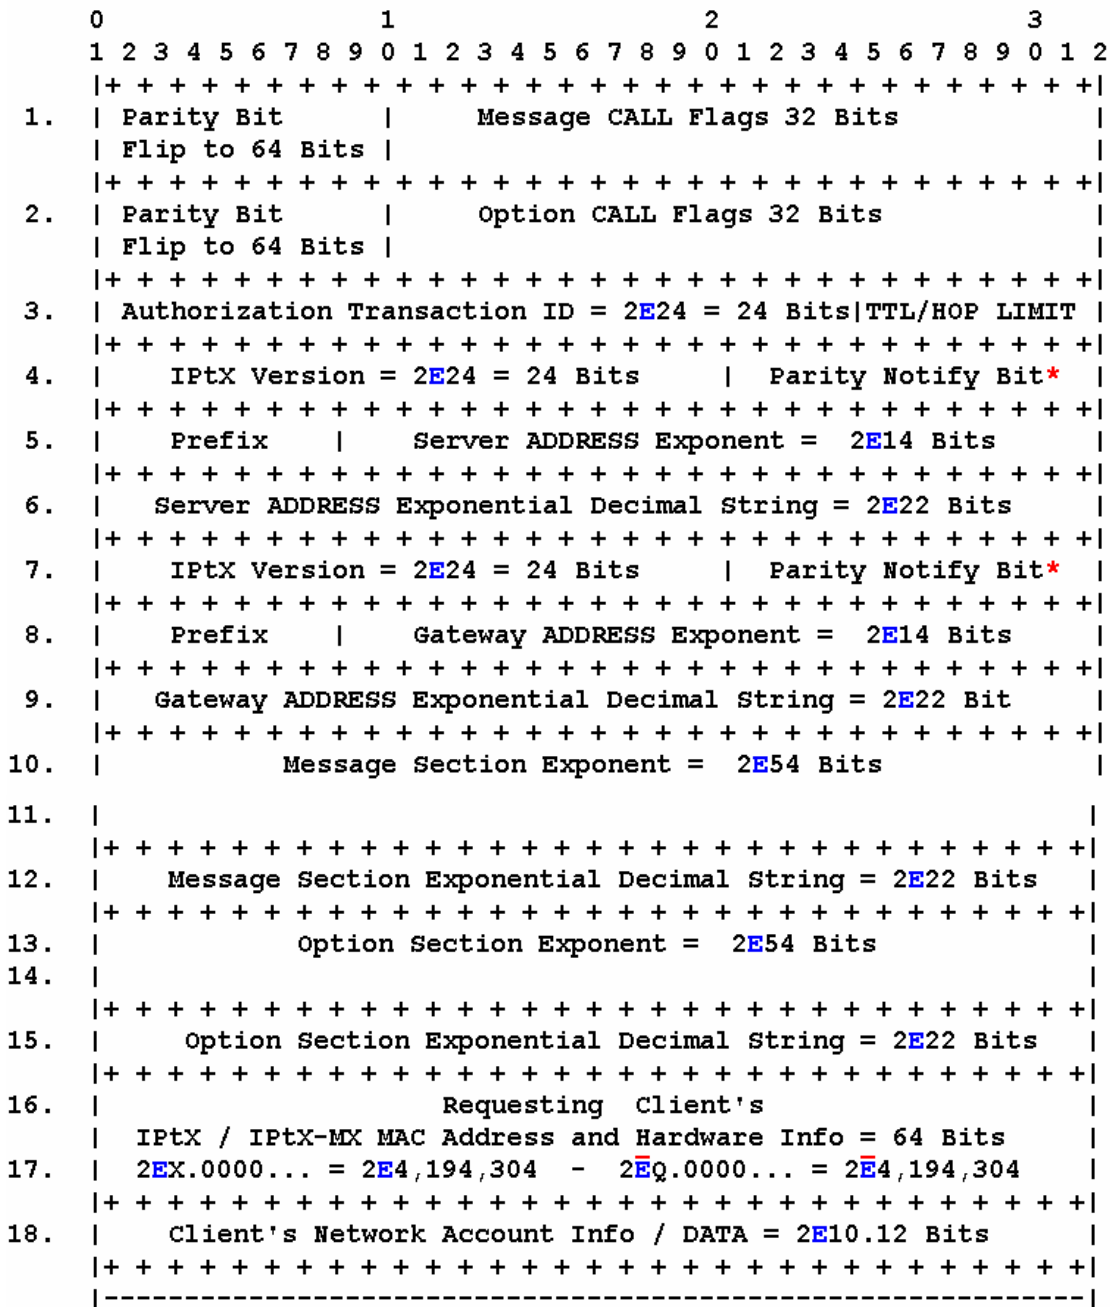 0                 1                   2                   3
1 2 3 4 5 6 7 8 9 0 1 2 3 4 5 6 7 8 9 0 1 2 3 4 5 6 7 8 9 0 1 2
|+ + + + + + + + + + + + + + + + + + + + + + + + + + + + + + +|
1. | Parity Bit | Message CALL Flags 32 Bits |
| Flip to 64 Bits | |
|+ + + + + + + + + + + + + + + + + + + + + + + + + + + + + + +|
2. | Parity Bit | Option CALL Flags 32 Bits |
| Flip to 64 Bits | |
|+ + + + + + + + + + + + + + + + + + + + + + + + + + + + + + +|
3. | Authorization Transaction ID = 2E24 = 24 Bits|TTL/HOP LIMIT |
|+ + + + + + + + + + + + + + + + + + + + + + + + + + + + + + +|
4. | IPtX Version = 2E24 = 24 Bits | Parity Notify Bit* |
|+ + + + + + + + + + + + + + + + + + + + + + + + + + + + + + +|
5. | Prefix | Server ADDRESS Exponent = 2E14 Bits |
|+ + + + + + + + + + + + + + + + + + + + + + + + + + + + + + +|
6. | Server ADDRESS Exponential Decimal String = 2E22 Bits |
|+ + + + + + + + + + + + + + + + + + + + + + + + + + + + + + +|
7. | IPtX Version = 2E24 = 24 Bits | Parity Notify Bit* |
|+ + + + + + + + + + + + + + + + + + + + + + + + + + + + + + +|
8. | Prefix | Gateway ADDRESS Exponent = 2E14 Bits |
|+ + + + + + + + + + + + + + + + + + + + + + + + + + + + + + +|
9. | Gateway ADDRESS Exponential Decimal String = 2E22 Bit |
|+ + + + + + + + + + + + + + + + + + + + + + + + + + + + + + +|
10. | Message Section Exponent = 2E54 Bits |
11. | |
|+ + + + + + + + + + + + + + + + + + + + + + + + + + + + + + +|
12. | Message Section Exponential Decimal String = 2E22 Bits |
|+ + + + + + + + + + + + + + + + + + + + + + + + + + + + + + +|
13. | Option Section Exponent = 2E54 Bits |
14. | |
|+ + + + + + + + + + + + + + + + + + + + + + + + + + + + + + +|
15. | Option Section Exponential Decimal String = 2E22 Bits |
|+ + + + + + + + + + + + + + + + + + + + + + + + + + + + + + +|
16. | Requesting Client's |
| IPtX / IPtX-MX MAC Address and Hardware Info = 64 Bits |
17. | 2EX.0000... = 2E4,194,304 - 2E̅Q.0000... = 2E̅4,194,304 |
|+ + + + + + + + + + + + + + + + + + + + + + + + + + + + + + +|
18. | Client's Network Account Info / DATA = 2E10.12 Bits |
|+ + + + + + + + + + + + + + + + + + + + + + + + + + + + + + +|
|-------------------------------------------------------------|